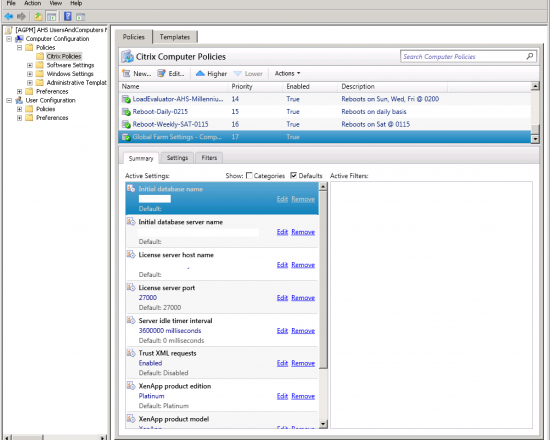 File Action View Help
[AGPM] AHS UsersAndComputers
Computer Configuration
Policies
Citrix Policies
Software Settings
Windows Settings
Administrative Templat
Preferences
User Configuration
Policies
Preferences
Policies Templates
Citrix Computer Policies
Search Computer Policies
New... Edit... Higher Lower Actions
Name Priority Enabled Description
LoadEvaluator-AHS-Millenniu... 14 True Reboots on Sun, Wed, Fri @ 0200
Reboot-Daily-0215 15 True Reboots on daily basis
Reboot-Weekly-SAT-0115 16 True Reboots on Sat @ 0115
Global Farm Settings - Comp... 17 True
Summary Settings Filters
Active Settings: Show: Categories Defaults Active Filters:
Initial database name
Edit Remove
Default:
Initial database server name
Edit Remove
Default:
License server host name
Edit Remove
Default:
License server port
27000 Edit Remove
Default: 27000
Server idle timer interval
3600000 milliseconds Edit Remove
Default: 0 milliseconds
Trust XML requests
Enabled Edit Remove
Default: Disabled
XenApp product edition
Platinum Edit Remove
Default: Platinum
XenApp product model
Edit Remove